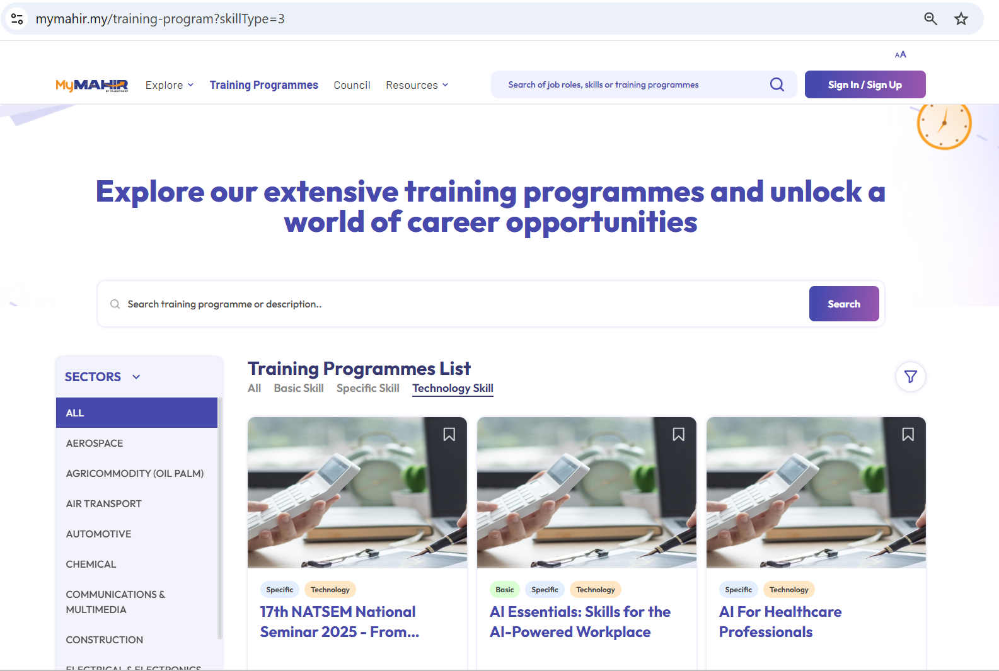 mymahir.my/training-program?skillType=3
AA
MyMAHIR
BY TALENTCORP
Explore
Training Programmes
Council
Resources
Search of job roles, skills or training programmes
Sign In / Sign Up
Explore our extensive training programmes and unlock a
world of career opportunities
Search training programme or description..
Search
SECTORS
ALL
AEROSPACE
AGRICOMMODITY (OIL PALM)
AIR TRANSPORT
AUTOMOTIVE
CHEMICAL
COMMUNICATIONS &
MULTIMEDIA
CONSTRUCTION
ELECTRICAL & ELECTRONICS
Training Programmes List
All
Basic Skill
Specific Skill
Technology Skill
Specific
Technology
17th NATSEM National
Seminar 2025 - From...
Basic
Specific
Technology
AI Essentials: Skills for the
AI-Powered Workplace
Specific
Technology
AI For Healthcare
Professionals